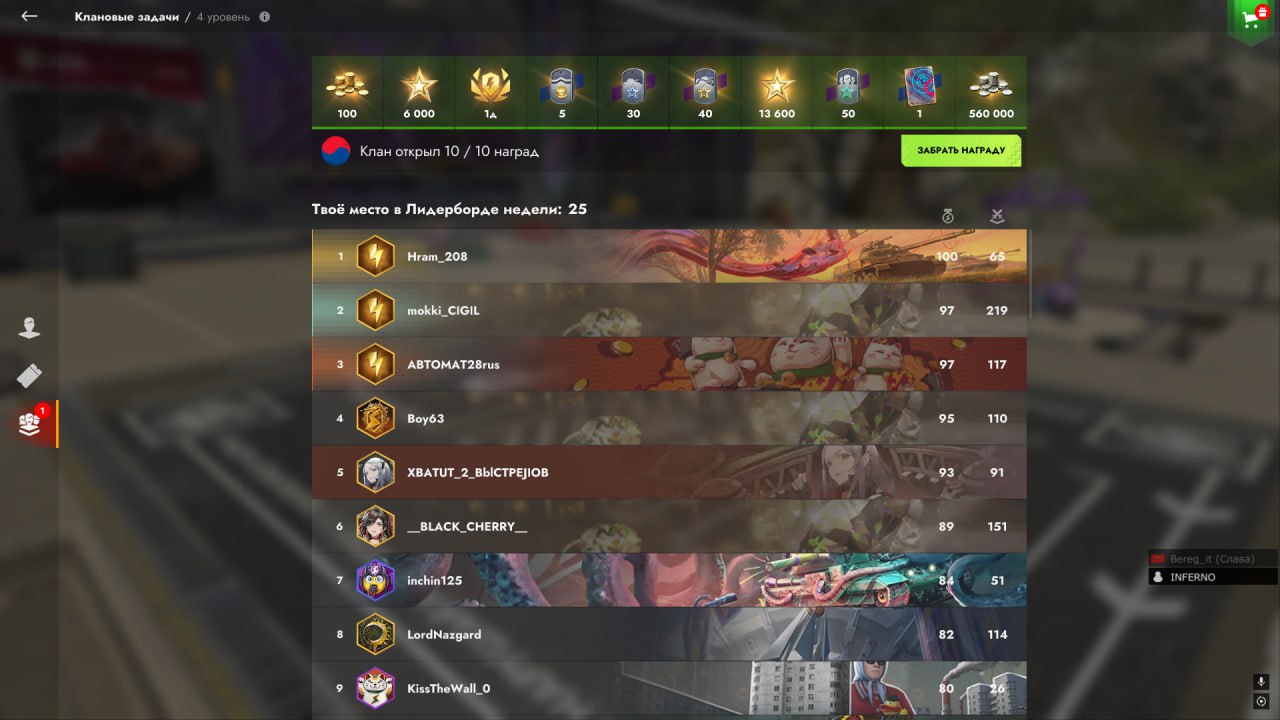 Клановые задачи / 4 уровень
100 6 000 1д 5 30 40 13 600 50 1 560 000
Клан открыл 10 / 10 наград
ЗАБРАТЬ НАГРАДУ
Твоё место в Лидерборде недели: 25
1 Hram_208 100 65
2 mokki_CIGIL 97 219
3 ABTOMAT28rus 97 117
4 Boy63 95 110
1
5 XBATUT_2_BblCTPEJIOB 93 91
6 __BLACK_CHERRY__ 89 151
Bereg_it (Слава)
7 inchin125 84 51
INFERNO
8 LordNazgard 82 114
9 KissTheWall_0 80 26